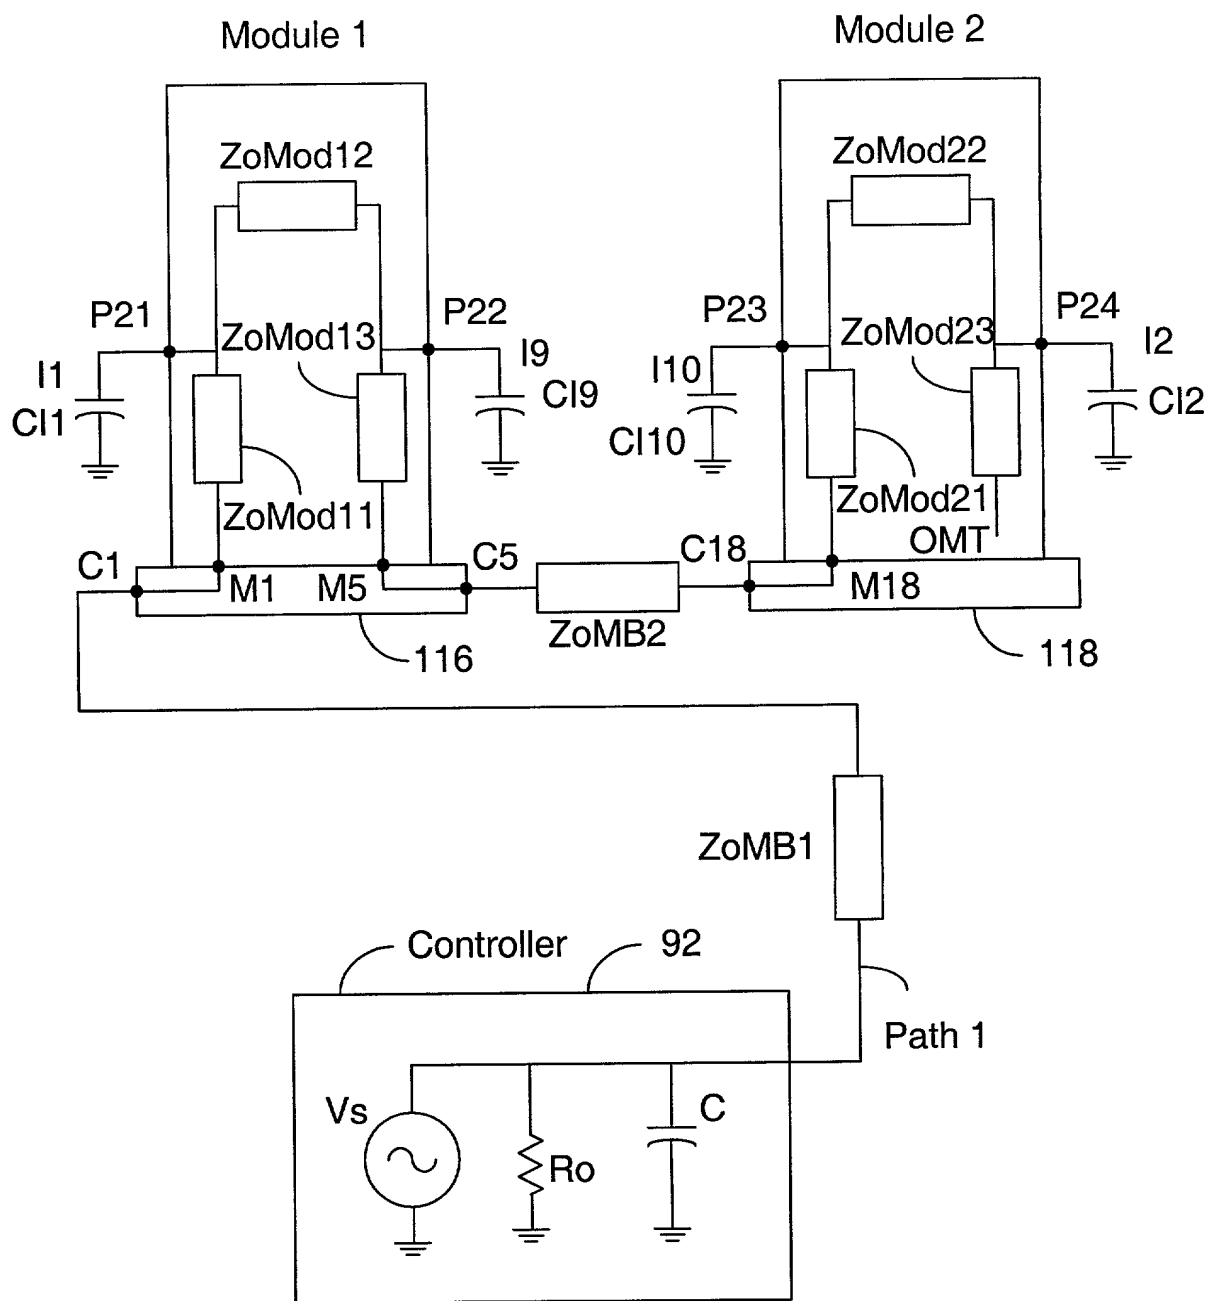 Module 1
Module 2
ZoMod12
ZoMod22
P21
P22
P23
P24
ZoMod13
ZoMod23
I1
CI1
I9
CI9
I10
CI10
I2
CI2
ZoMod11
ZoMod21
OMT
C1
M1
M5
C5
C18
M18
ZoMB2
116
118
ZoMB1
Controller
92
Path 1
Vs
Ro
C